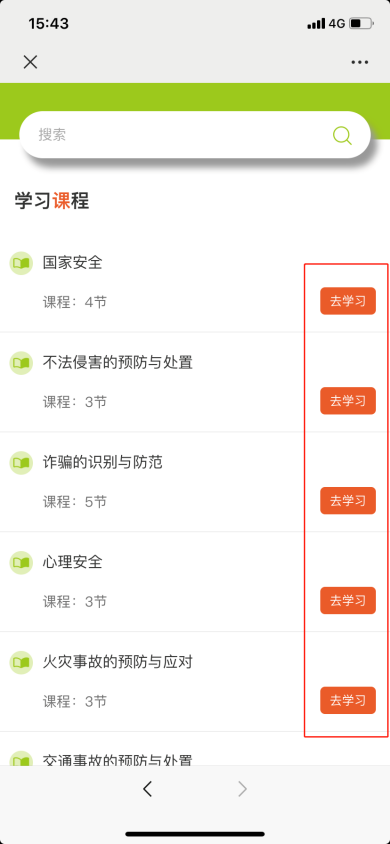 15:43
4G
搜索
学习课程
国家安全
课程：4节
去学习
不法侵害的预防与处置
课程：3节
去学习
诈骗的识别与防范
课程：5节
去学习
心理安全
课程：3节
去学习
火灾事故的预防与应对
课程：3节
去学习
交通事故的预防与处置